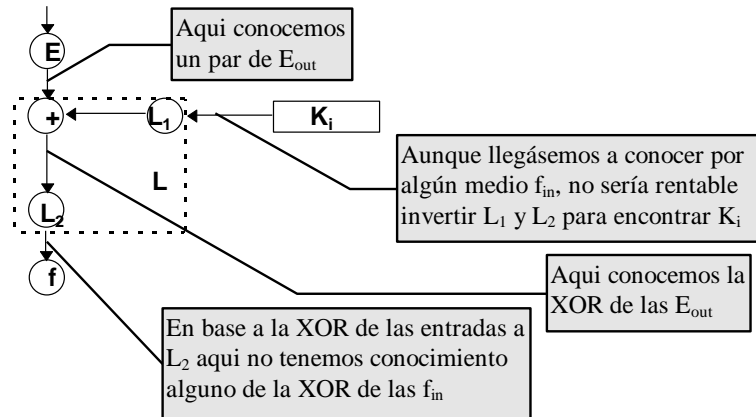 E
Aqui conocemos
un par de E_out
+
L_1
K_i
L
Aunque llegásemos a conocer por
algún medio f_in, no sería rentable
invertir L_1 y L_2 para encontrar K_i
L_2
f
Aqui conocemos la
XOR de las E_out
En base a la XOR de las entradas a
L_2 aqui no tenemos conocimiento
alguno de la XOR de las f_in